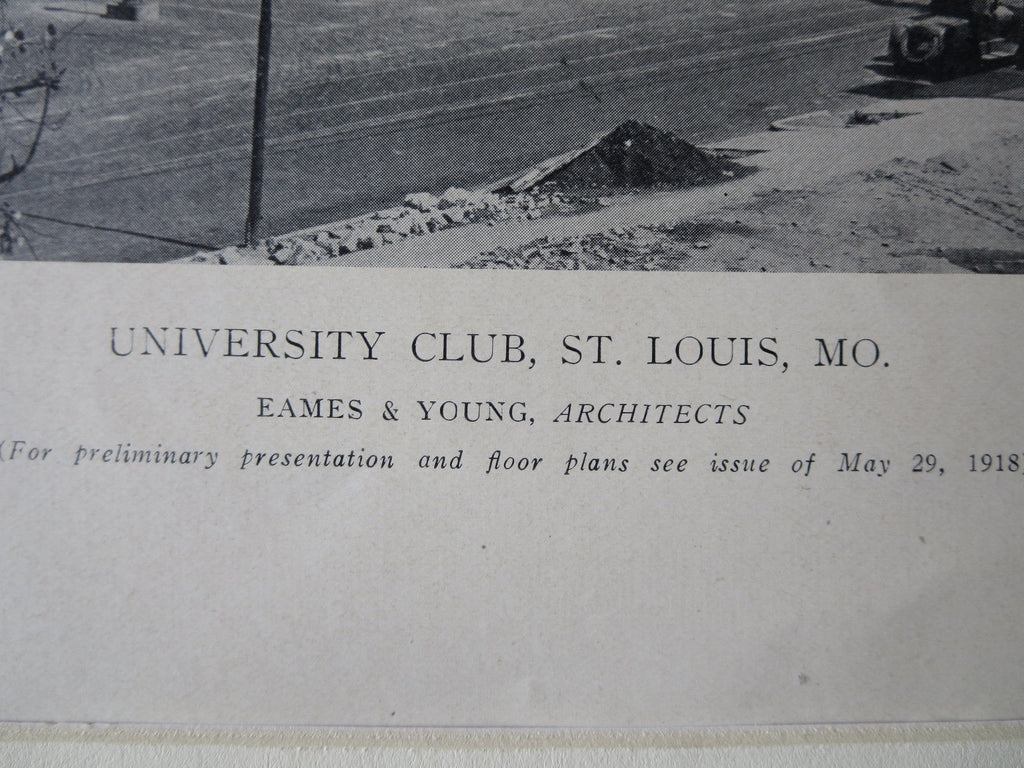 UNIVERSITY CLUB, ST. LOUIS, MO.
EAMES & YOUNG, ARCHITECTS
(For preliminary presentation and floor plans see issue of May 29, 1918)